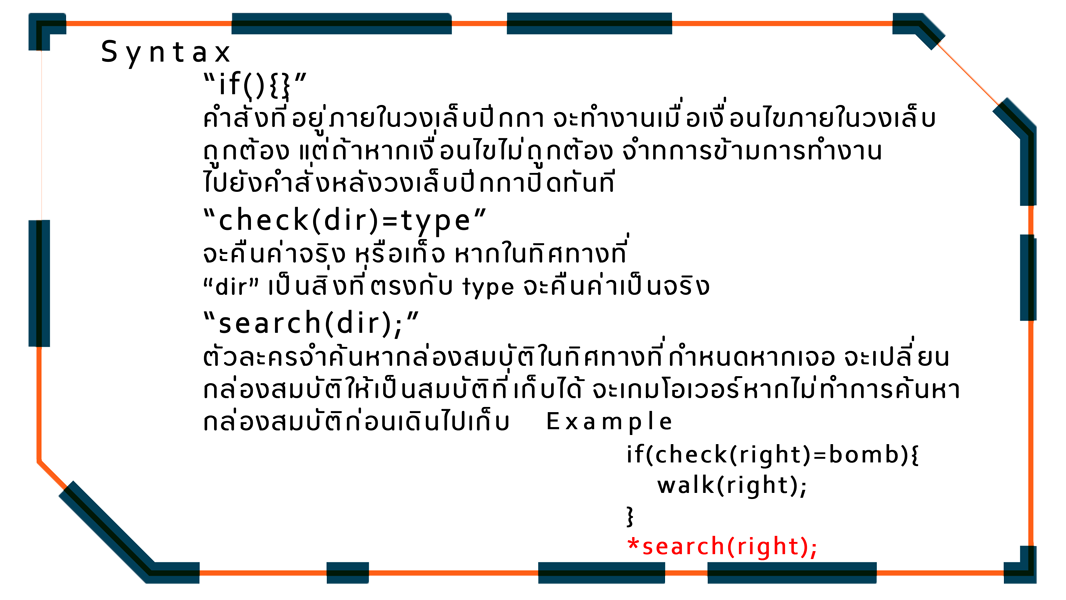 Syntax
“if(){}”
คำสั่งที่อยู่ภายในวงเล็บปีกกา จะทำงานเมื่อเงื่อนไขภายในวงเล็บ
ถูกต้อง แต่ถ้าหากเงื่อนไขไม่ถูกต้อง จำทการข้ามการทำงาน
ไปยังคำสั่งหลังวงเล็บปีกกาปิดทันที
“check(dir)=type”
จะคืนค่าจริง หรือเท็จ หากในทิศทางที่
“dir” เป็นสิ่งที่ตรงกับ type จะคืนค่าเป็นจริง
“search(dir);”
ตัวละครจำค้นหากล่องสมบัติในทิศทางที่กำหนดหากเจอ จะเปลี่ยน
กล่องสมบัติให้เป็นสมบัติที่เก็บได้ จะเกมโอเวอร์หากไม่ทำการค้นหา
กล่องสมบัติก่อนเดินไปเก็บ
Example
if(check(right)=bomb){
walk(right);
}
*search(right);